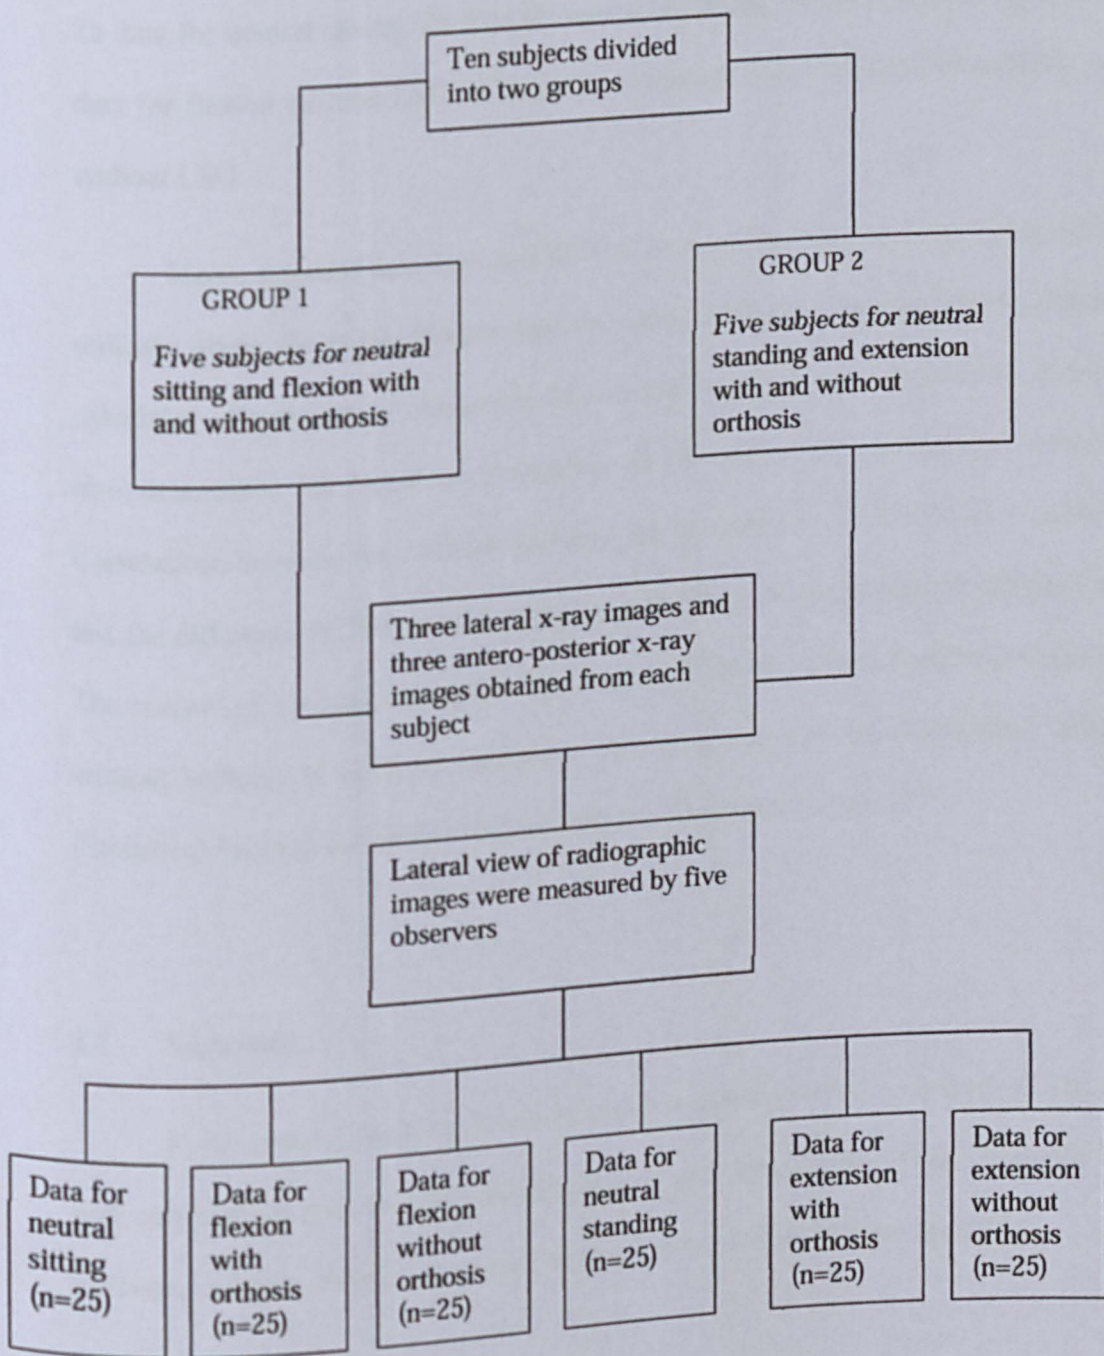 Ten subjects divided
into two groups
GROUP 1
Five subjects for neutral
sitting and flexion with
and without orthosis
GROUP 2
Five subjects for neutral
standing and extension
with and without
orthosis
Three lateral x-ray images and
three antero-posterior x-ray
images obtained from each
subject
Lateral view of radiographic
images were measured by five
observers
Data for
neutral
sitting
(n=25)
Data for
flexion
with
orthosis
(n=25)
Data for
flexion
without
orthosis
(n=25)
Data for
neutral
standing
(n=25)
Data for
extension
with
orthosis
(n=25)
Data for
extension
without
orthosis
(n=25)